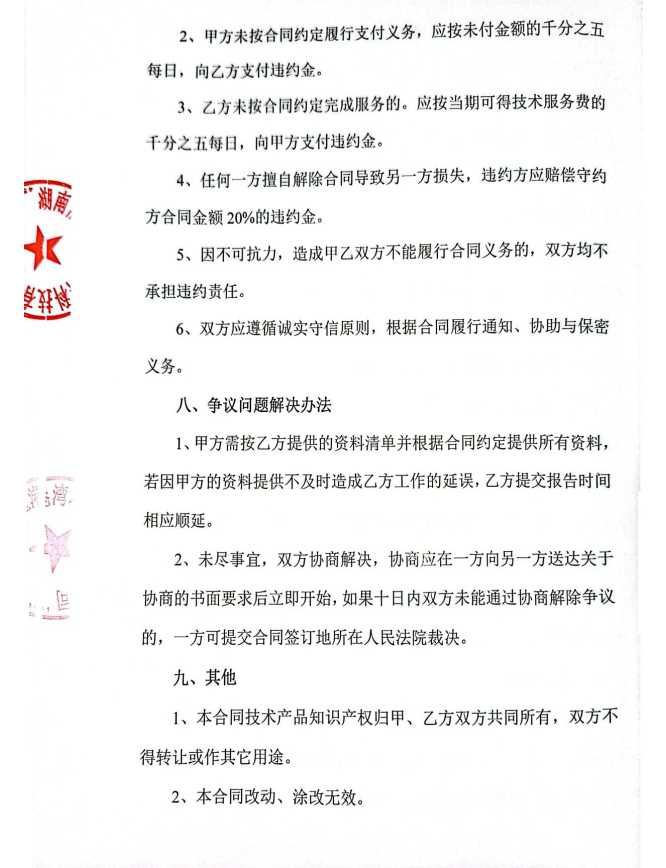 2、甲方未按合同约定履行支付义务，应按未付金额的千分之五
每日，向乙方支付违约金。
3、乙方未按合同约定完成服务的。应按当期可得技术服务费的
千分之五每日，向甲方支付违约金。
4、任何一方擅自解除合同导致另一方损失，违约方应赔偿守约
方合同金额 20%的违约金。
5、因不可抗力，造成甲乙双方不能履行合同义务的，双方均不
承担违约责任。
6、双方应遵循诚实守信原则，根据合同履行通知、协助与保密
义务。
八、争议问题解决办法
1、甲方需按乙方提供的资料清单并根据合同约定提供所有资料，
若因甲方的资料提供不及时造成乙方工作的延误，乙方提交报告时间
相应顺延。
2、未尽事宜，双方协商解决，协商应在一方向另一方送达关于
协商的书面要求后立即开始，如果十日内双方未能通过协商解除争议
的，一方可提交合同签订地所在人民法院裁决。
九、其他
1、本合同技术产品知识产权归甲、乙方双方共同所有，双方不
得转让或作其它用途。
2、本合同改动、涂改无效。
湖南
科技有
湾